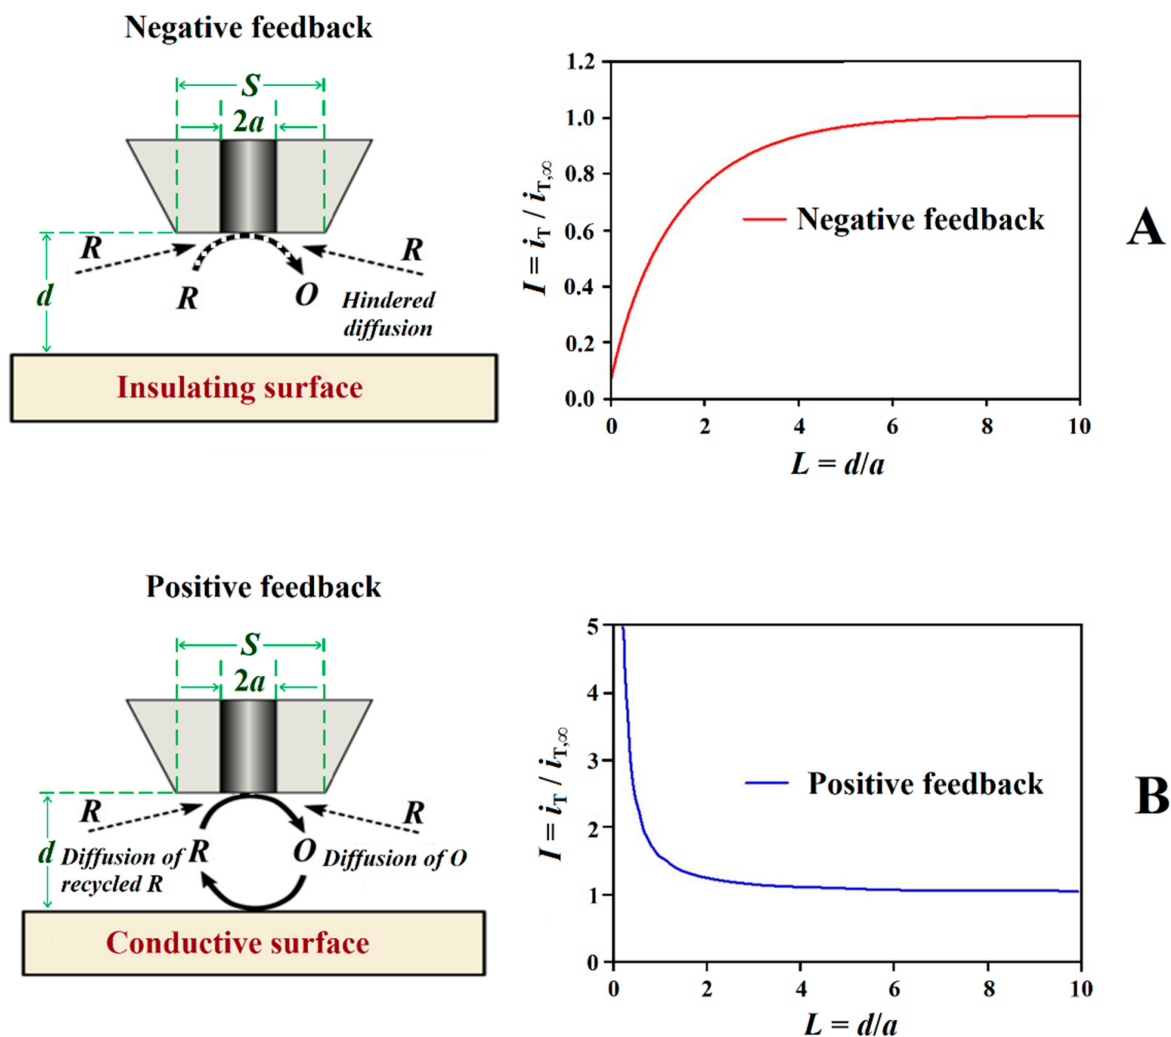 Negative feedback
S
2a
R
R
R
O
d
Hindered
diffusion
Insulating surface
1.2
1.0
0.8
0.6
0.4
0.2
0.0
I = iT / iT,∞
Negative feedback
0 2 4 6 8 10
L = d/a
A
Positive feedback
S
2a
R
R
d
Diffusion of
recycled R
R
O
Diffusion of O
Conductive surface
5
4
3
2
1
0
I = iT / iT,∞
Positive feedback
0 2 4 6 8 10
L = d/a
B